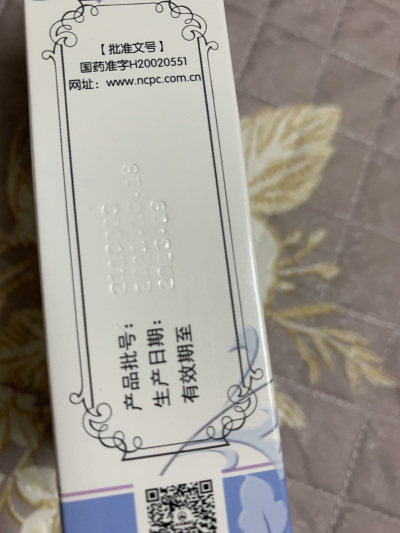 【批准文号】
国药准字H20020551
网址：www.ncpc.com.cn
产品批号：
生产日期：
有效期至